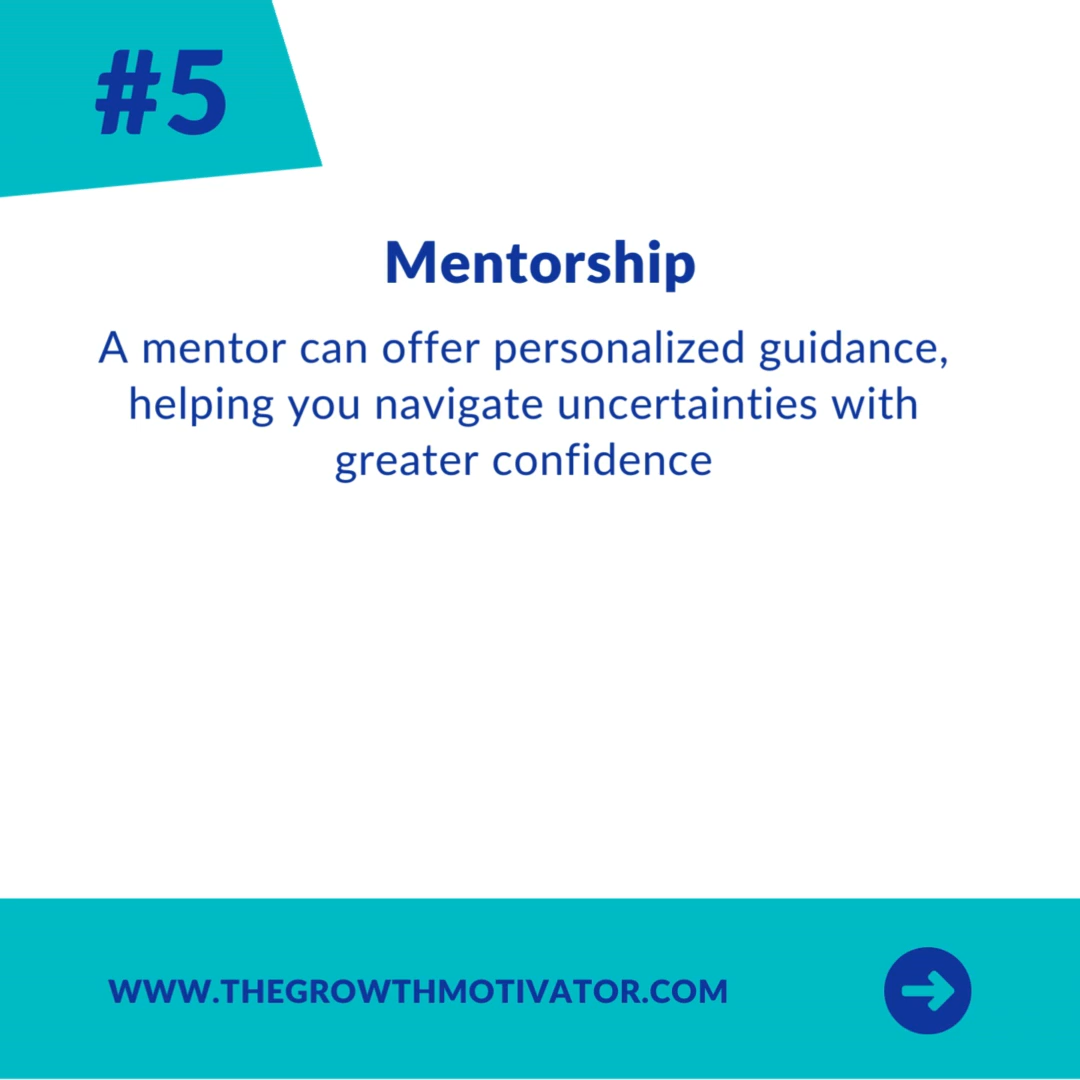 #5
Mentorship
A mentor can offer personalized guidance,
helping you navigate uncertainties with
greater confidence
WWW.THEGROWTHMOTIVATOR.COM